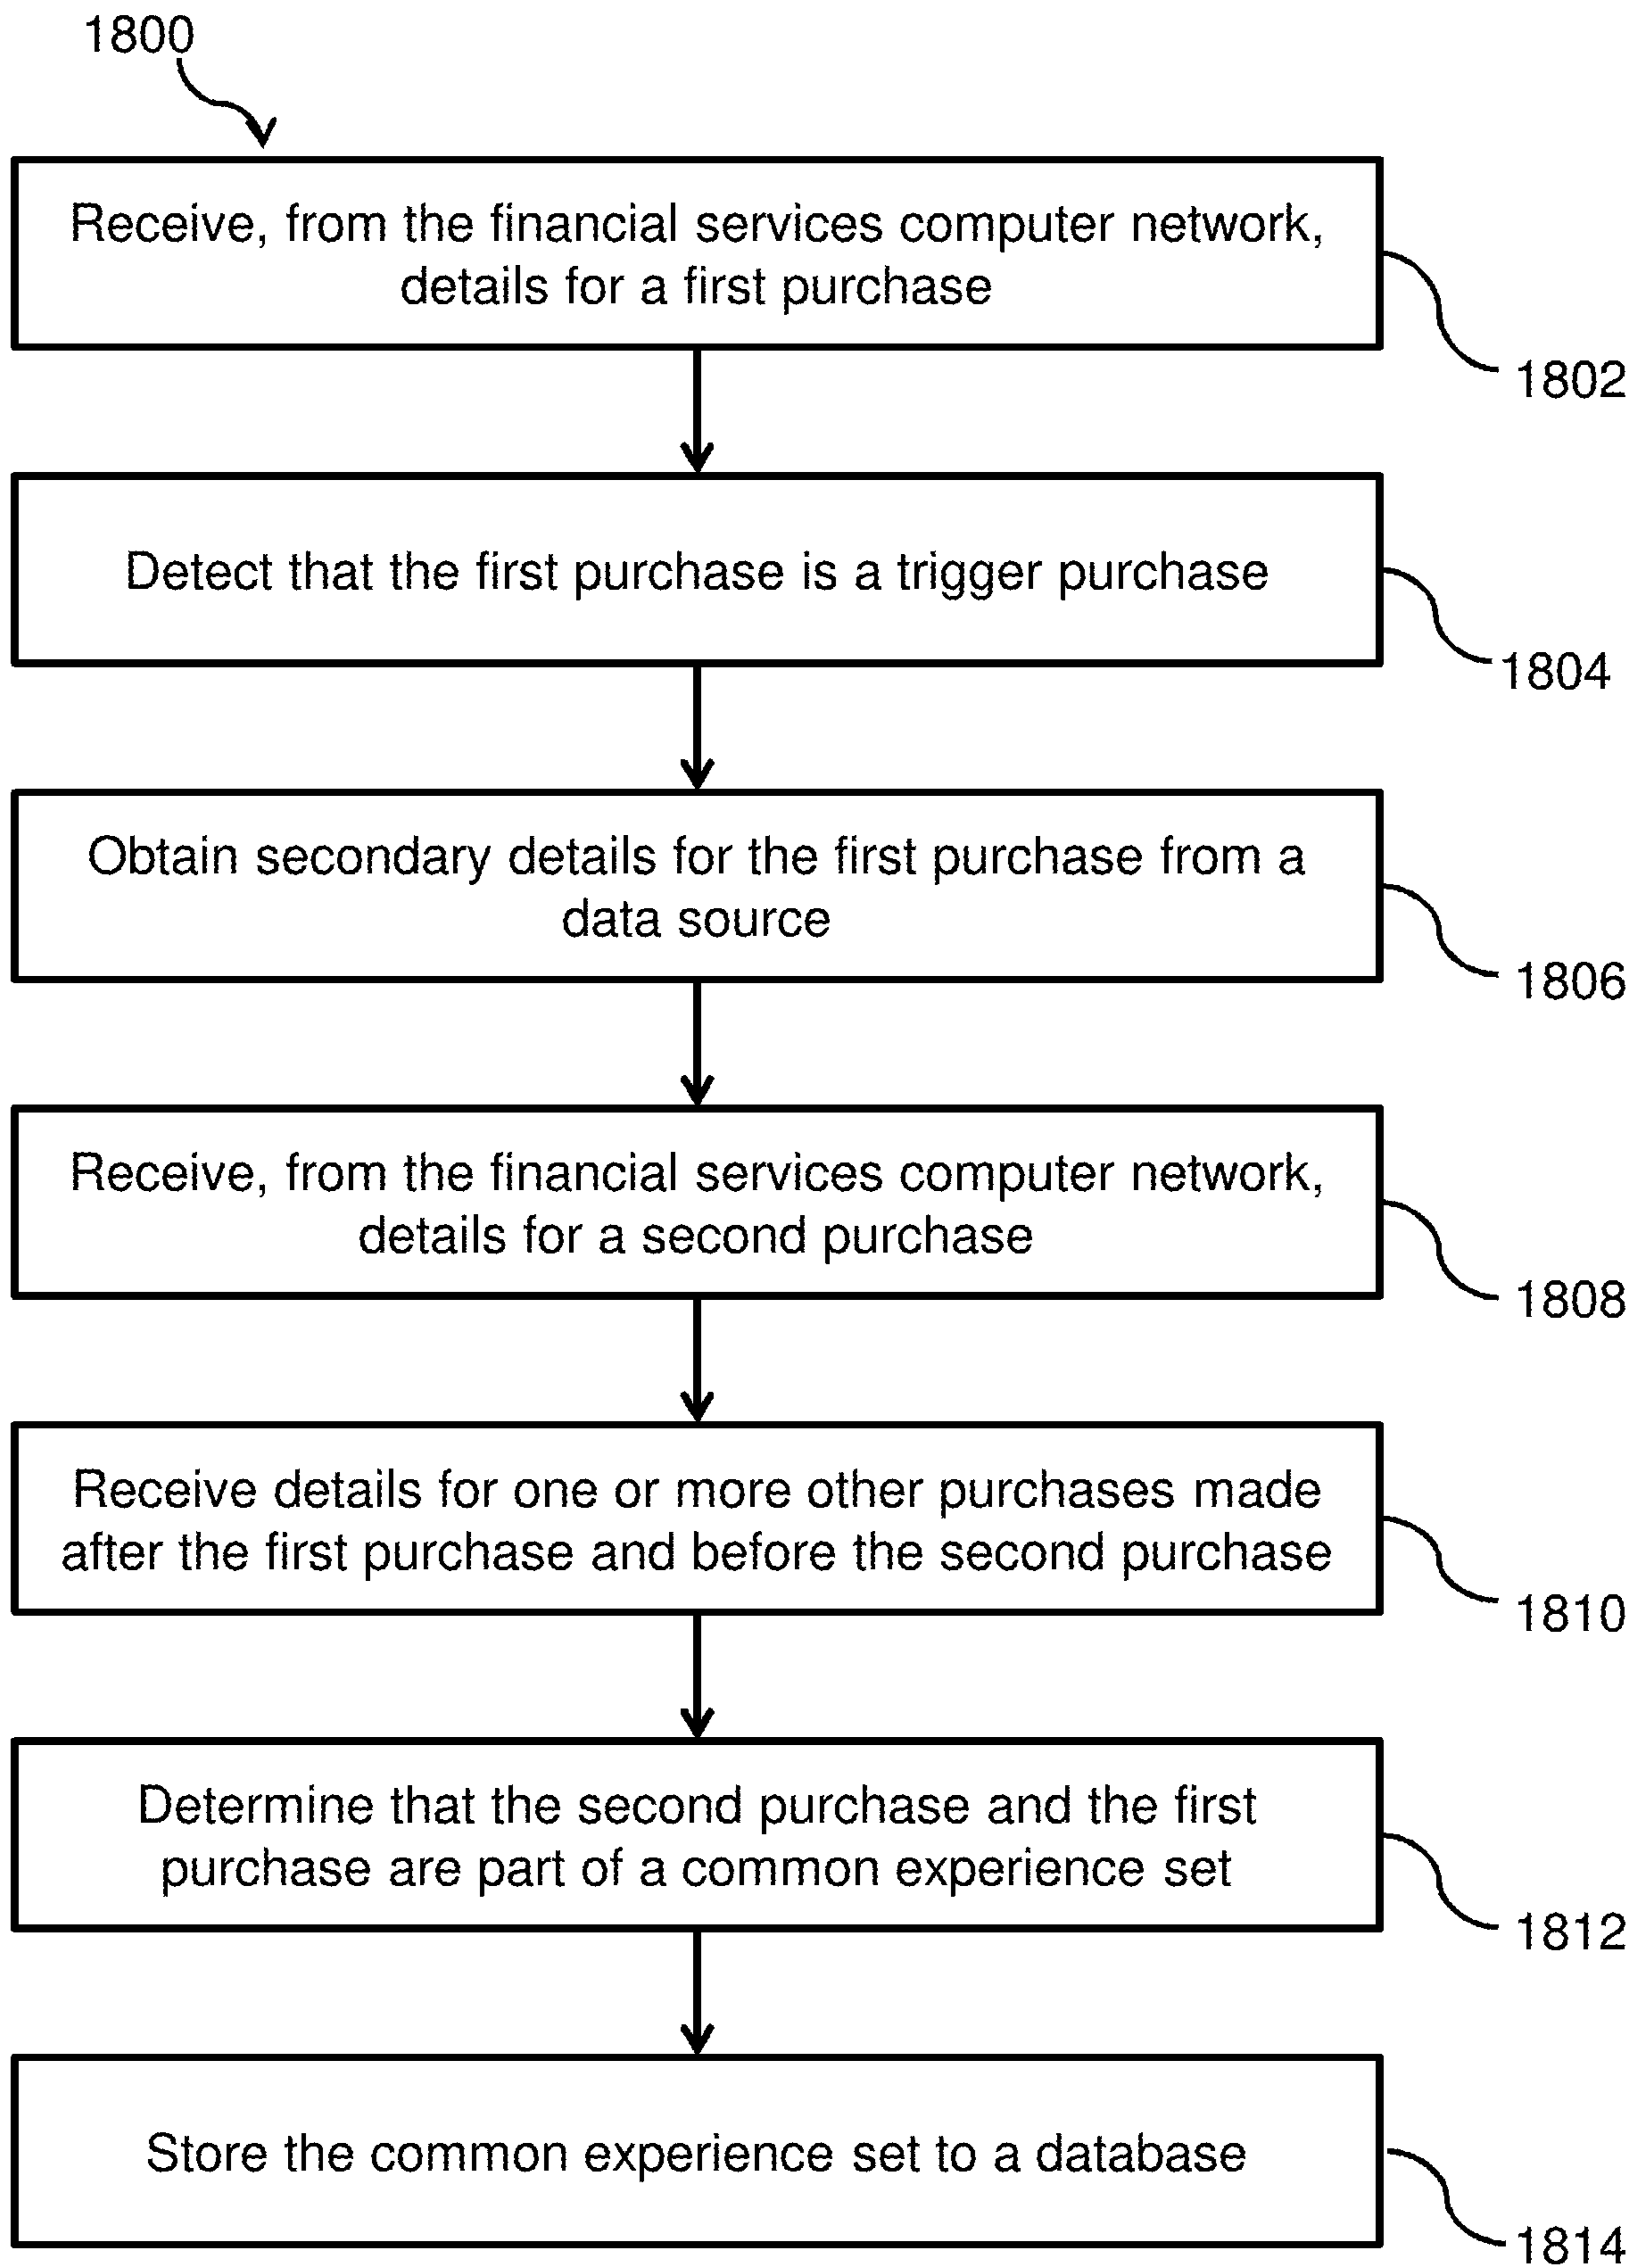 1800
Receive, from the financial services computer network,
details for a first purchase
1802
Detect that the first purchase is a trigger purchase
1804
Obtain secondary details for the first purchase from a
data source
1806
Receive, from the financial services computer network,
details for a second purchase
1808
Receive details for one or more other purchases made
after the first purchase and before the second purchase
1810
Determine that the second purchase and the first
purchase are part of a common experience set
1812
Store the common experience set to a database
1814